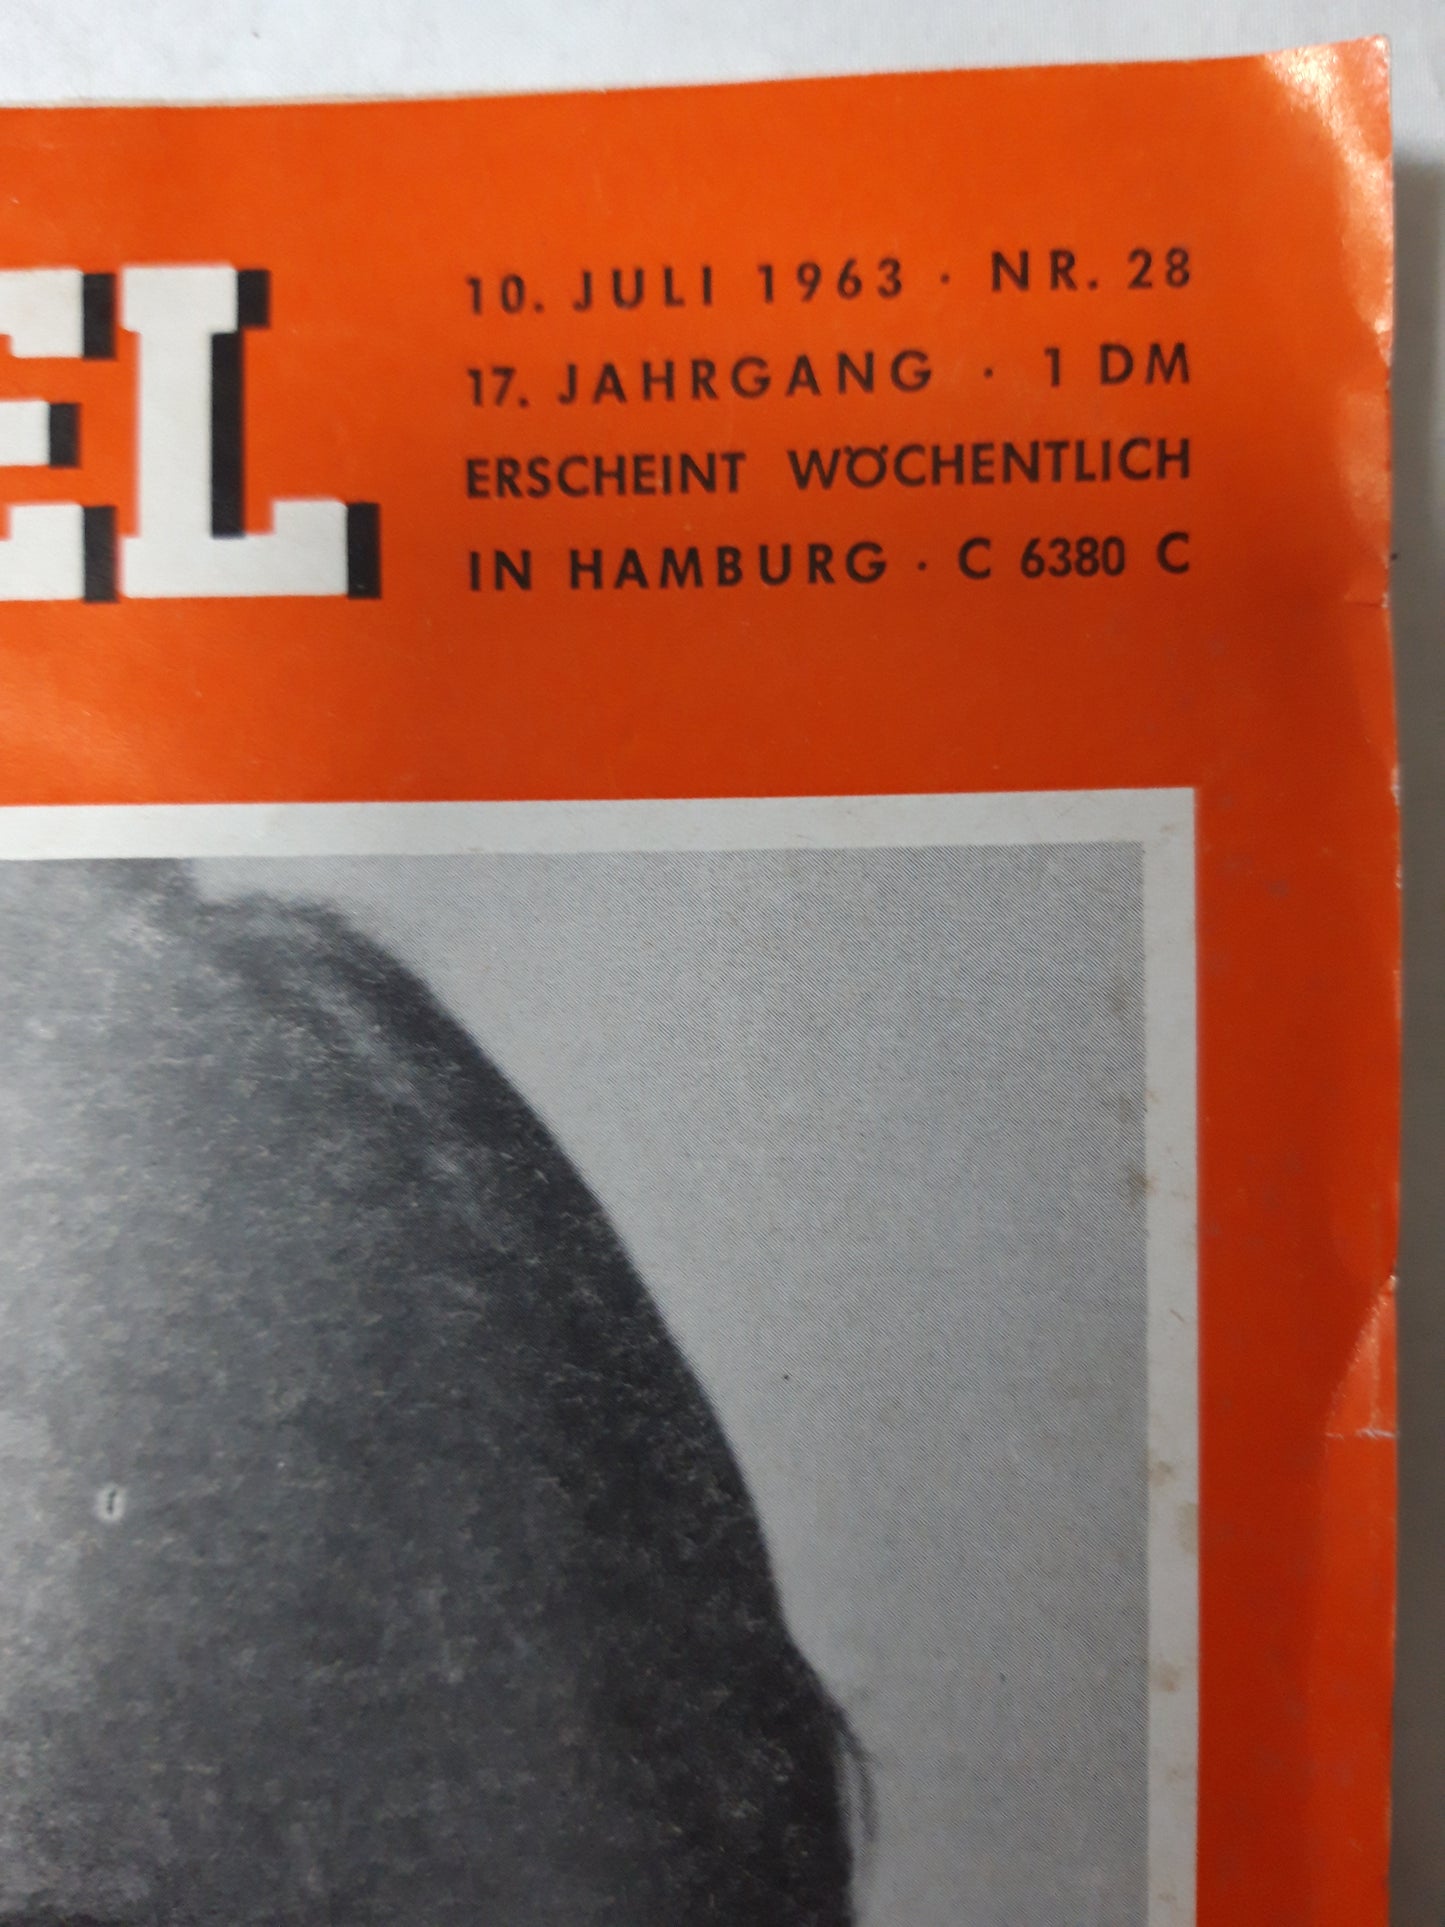 EL
10. JULI 1963 · NR. 28
17. JAHRGANG · 1 DM
ERSCHEINT WÖCHENTLICH
IN HAMBURG · C 6380 C